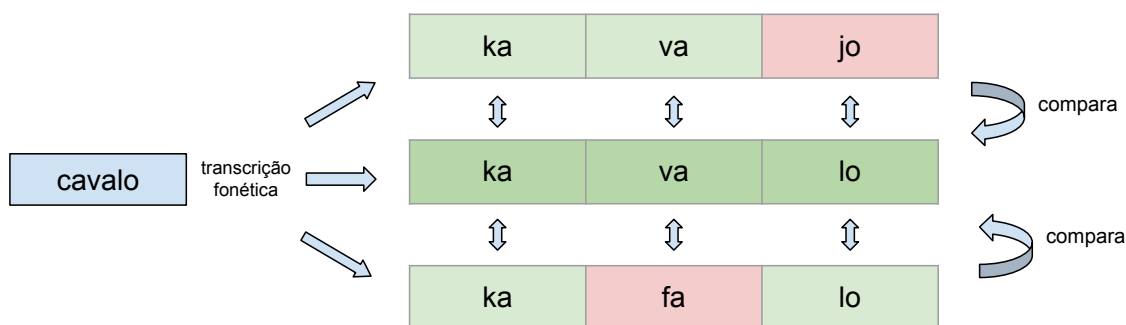 ka va jo
compara
cavalo
transcrição
fonética
ka va lo
compara
ka fa lo